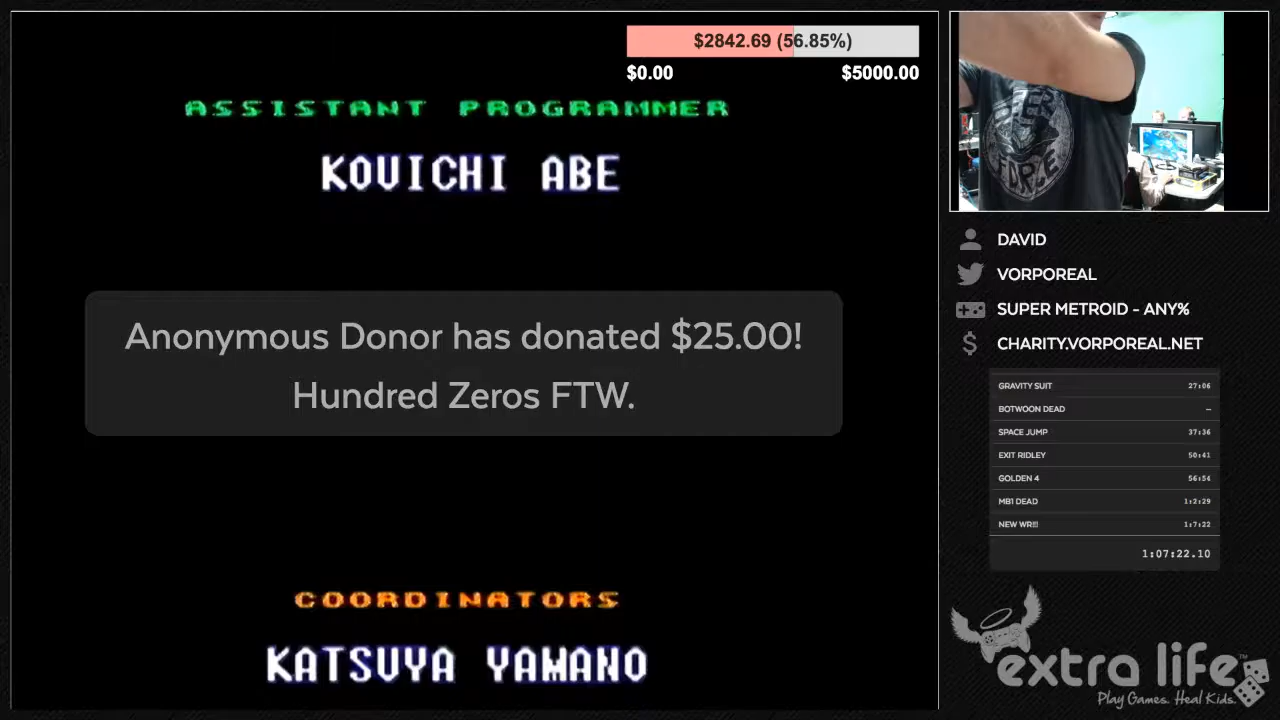 $2842.69 (56.85%)
$0.00 $5000.00
ASSISTANT PROGRAMMER
KOUICHI ABE
Anonymous Donor has donated $25.00!
Hundred Zeros FTW.
COORDINATORS
KATSUYA YAMANO
FORCE
DAVID
VORPOREAL
SUPER METROID - ANY%
CHARITY.VORPOREAL.NET
GRAVITY SUIT 27:06
BOTWOON DEAD –
SPACE JUMP 37:36
EXIT RIDLEY 50:41
GOLDEN 4 56:54
MB1 DEAD 1:2:29
NEW WR!!! 1:7:22
1:07:22.10
extra life™
Play Games. Heal Kids.